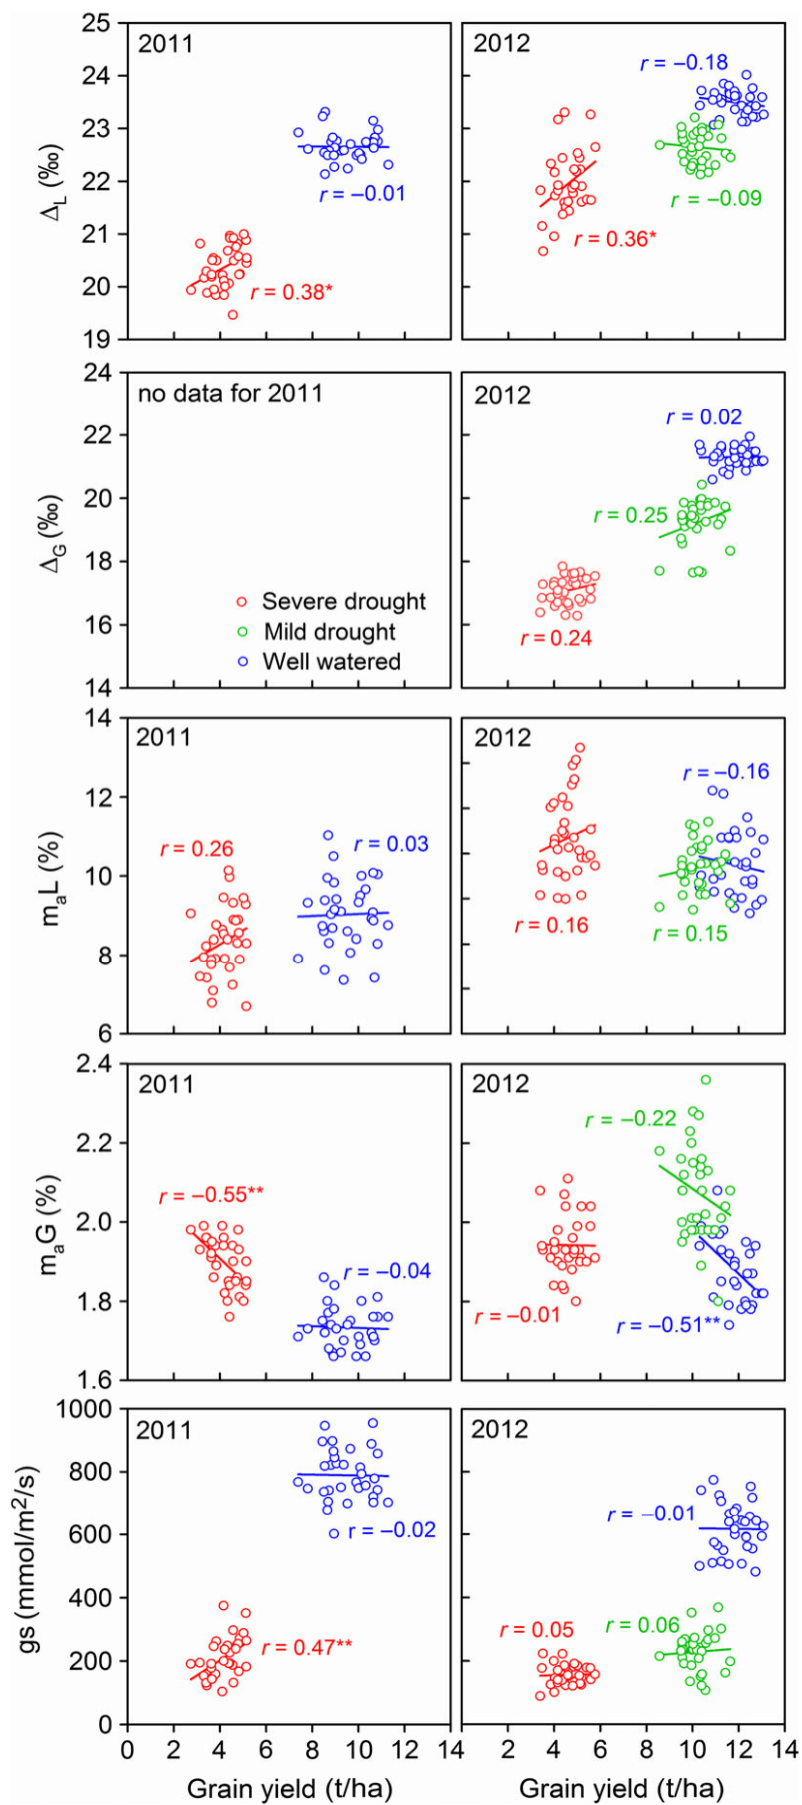 25
24
23
22
21
20
19
ΔL (‰)
2011
r = –0.01
r = 0.38*
2012
r = –0.18
r = –0.09
r = 0.36*
24
22
20
18
16
14
ΔG (‰)
no data for 2011
Severe drought
Mild drought
Well watered
2012
r = 0.02
r = 0.25
r = 0.24
14
12
10
8
6
maL (%)
2011
r = 0.26
r = 0.03
2012
r = –0.16
r = 0.16
r = 0.15
2.4
2.2
2.0
1.8
1.6
maG (%)
2011
r = –0.55**
r = –0.04
2012
r = –0.22
r = –0.01
r = –0.51**
1000
800
600
400
200
0
gs (mmol/m²/s)
2011
r = –0.02
r = 0.47**
2012
r = –0.01
r = 0.05
r = 0.06
0 2 4 6 8 10 12 14
2 4 6 8 10 12 14
Grain yield (t/ha)
Grain yield (t/ha)